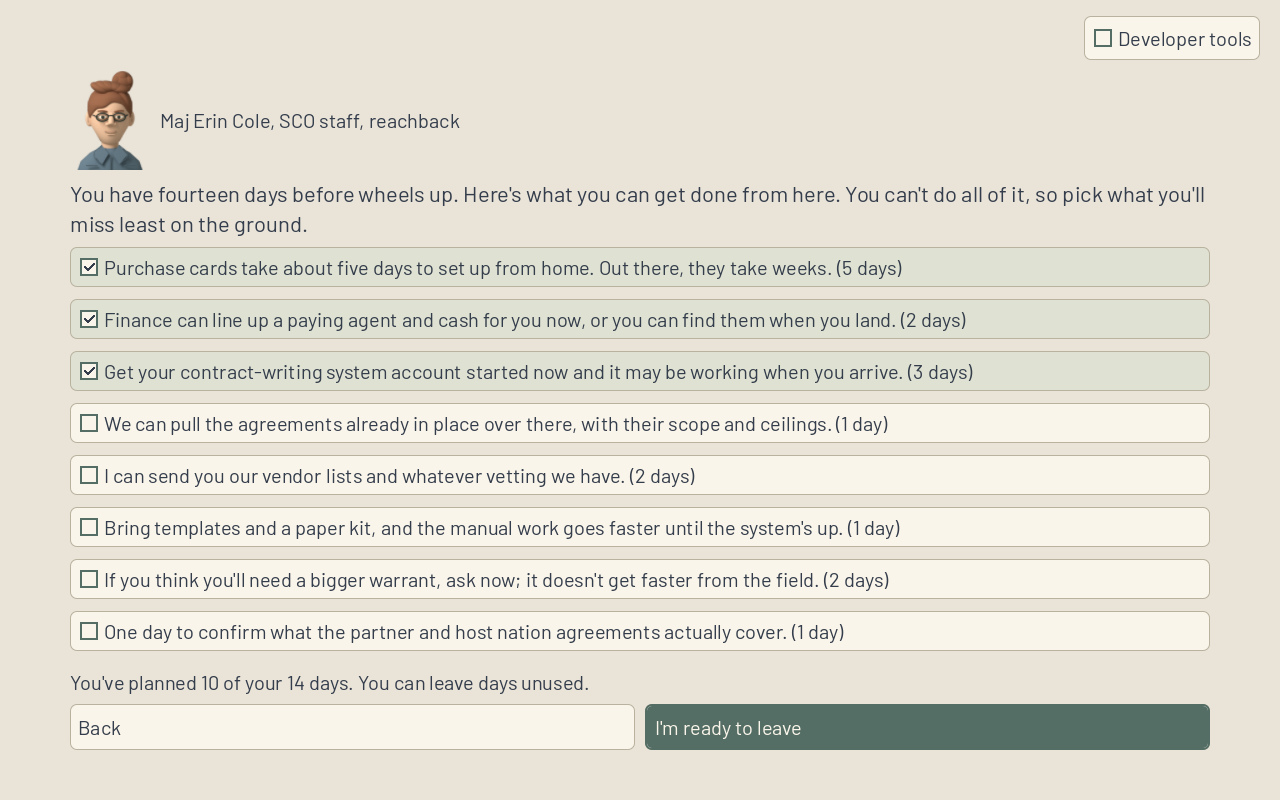 Developer tools
Maj Erin Cole, SCO staff, reachback
You have fourteen days before wheels up. Here's what you can get done from here. You can't do all of it, so pick what you'll
miss least on the ground.
Purchase cards take about five days to set up from home. Out there, they take weeks. (5 days)
Finance can line up a paying agent and cash for you now, or you can find them when you land. (2 days)
Get your contract-writing system account started now and it may be working when you arrive. (3 days)
We can pull the agreements already in place over there, with their scope and ceilings. (1 day)
I can send you our vendor lists and whatever vetting we have. (2 days)
Bring templates and a paper kit, and the manual work goes faster until the system's up. (1 day)
If you think you'll need a bigger warrant, ask now; it doesn't get faster from the field. (2 days)
One day to confirm what the partner and host nation agreements actually cover. (1 day)
You've planned 10 of your 14 days. You can leave days unused.
Back
I'm ready to leave